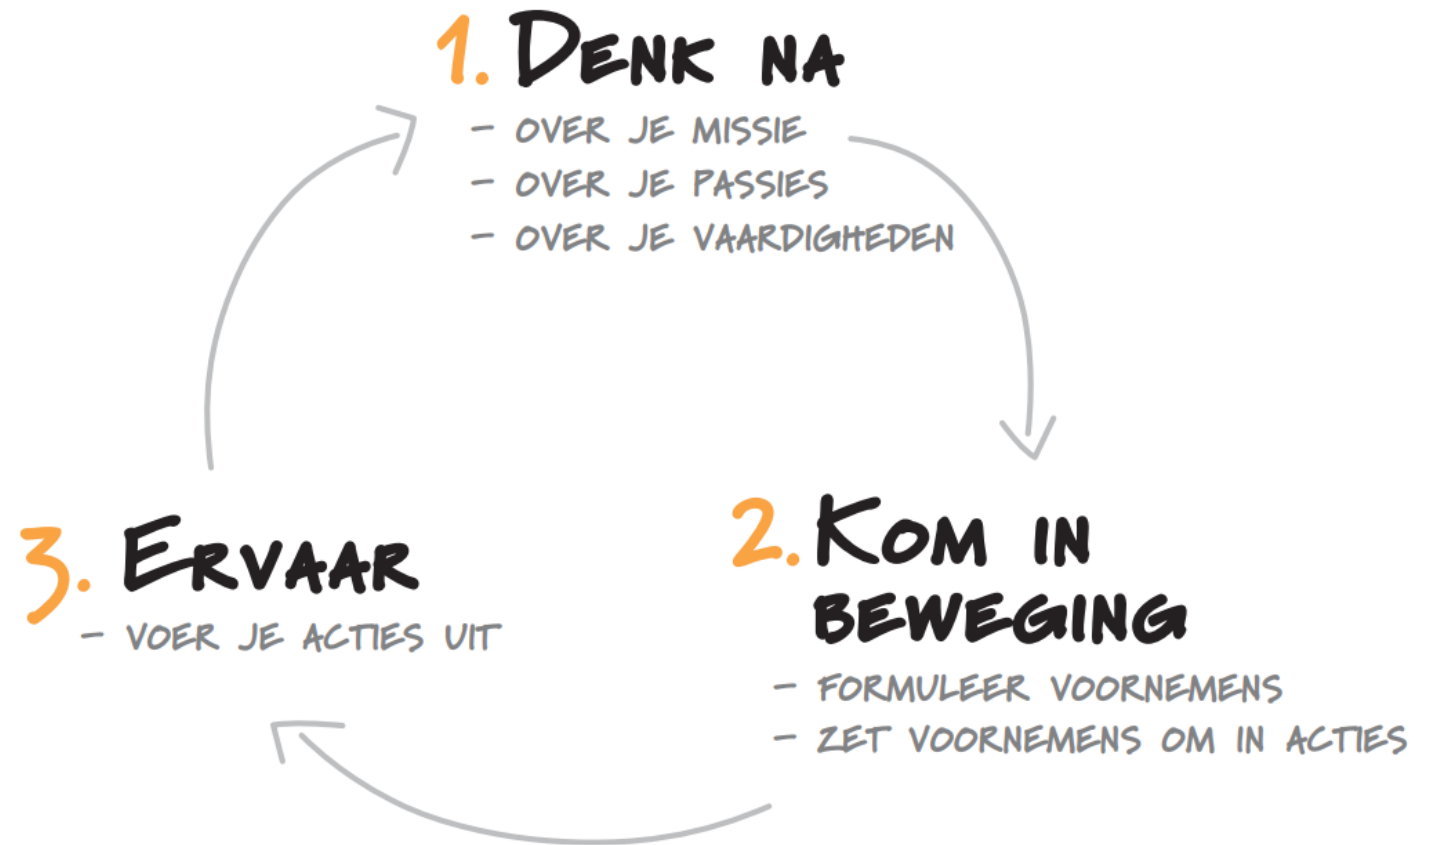 1. DENK NA
- OVER JE MISSIE
- OVER JE PASSIES
- OVER JE VAARDIGHEDEN
2. KOM IN
BEWEGING
- FORMULEER VOORNEMENS
- ZET VOORNEMENS OM IN ACTIES
3. ERVAAR
- VOER JE ACTIES UIT